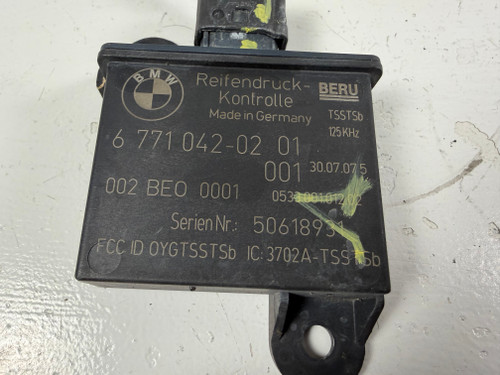 BMW
Reifendruck-
Kontrolle
Made in Germany
BERU
TSSTSb
125KHz
6 771 042-02 01
001 30.07.07 5
002 BE0 0001
Serien Nr.:
FCC ID OYGTSSTSb IC: 3702A-TSSTSb